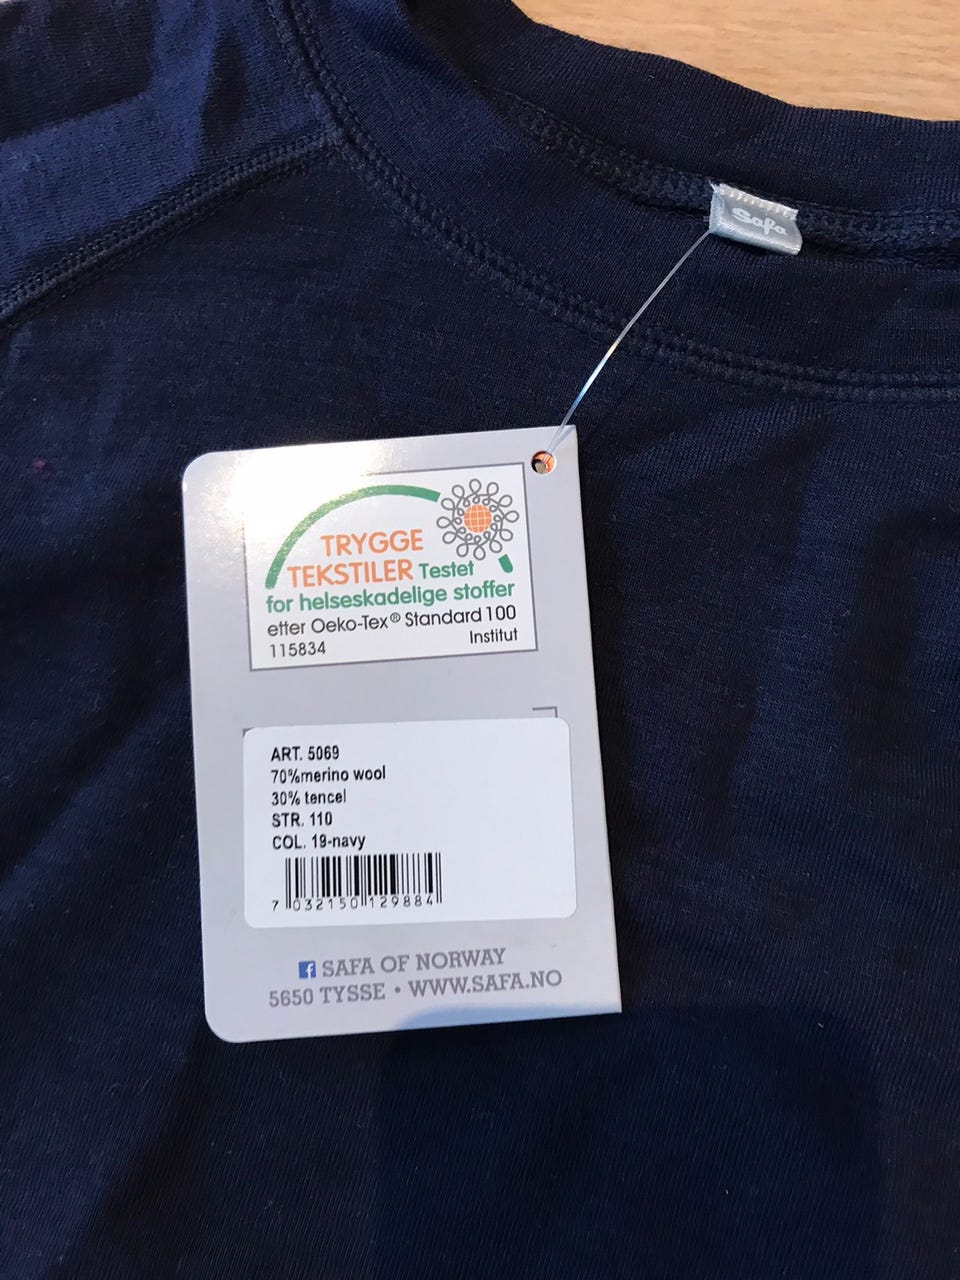 Safa
TRYGGE
TEKSTILER Testet
for helseskadelige stoffer
etter Oeko-Tex® Standard 100
115834 Institut
ART. 5069
70%merino wool
30% tencel
STR. 110
COL. 19-navy
7 032150 129884
SAFA OF NORWAY
5650 TYSSE • WWW.SAFA.NO